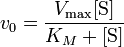 v₀ = V_max[S] / (K_M + [S])